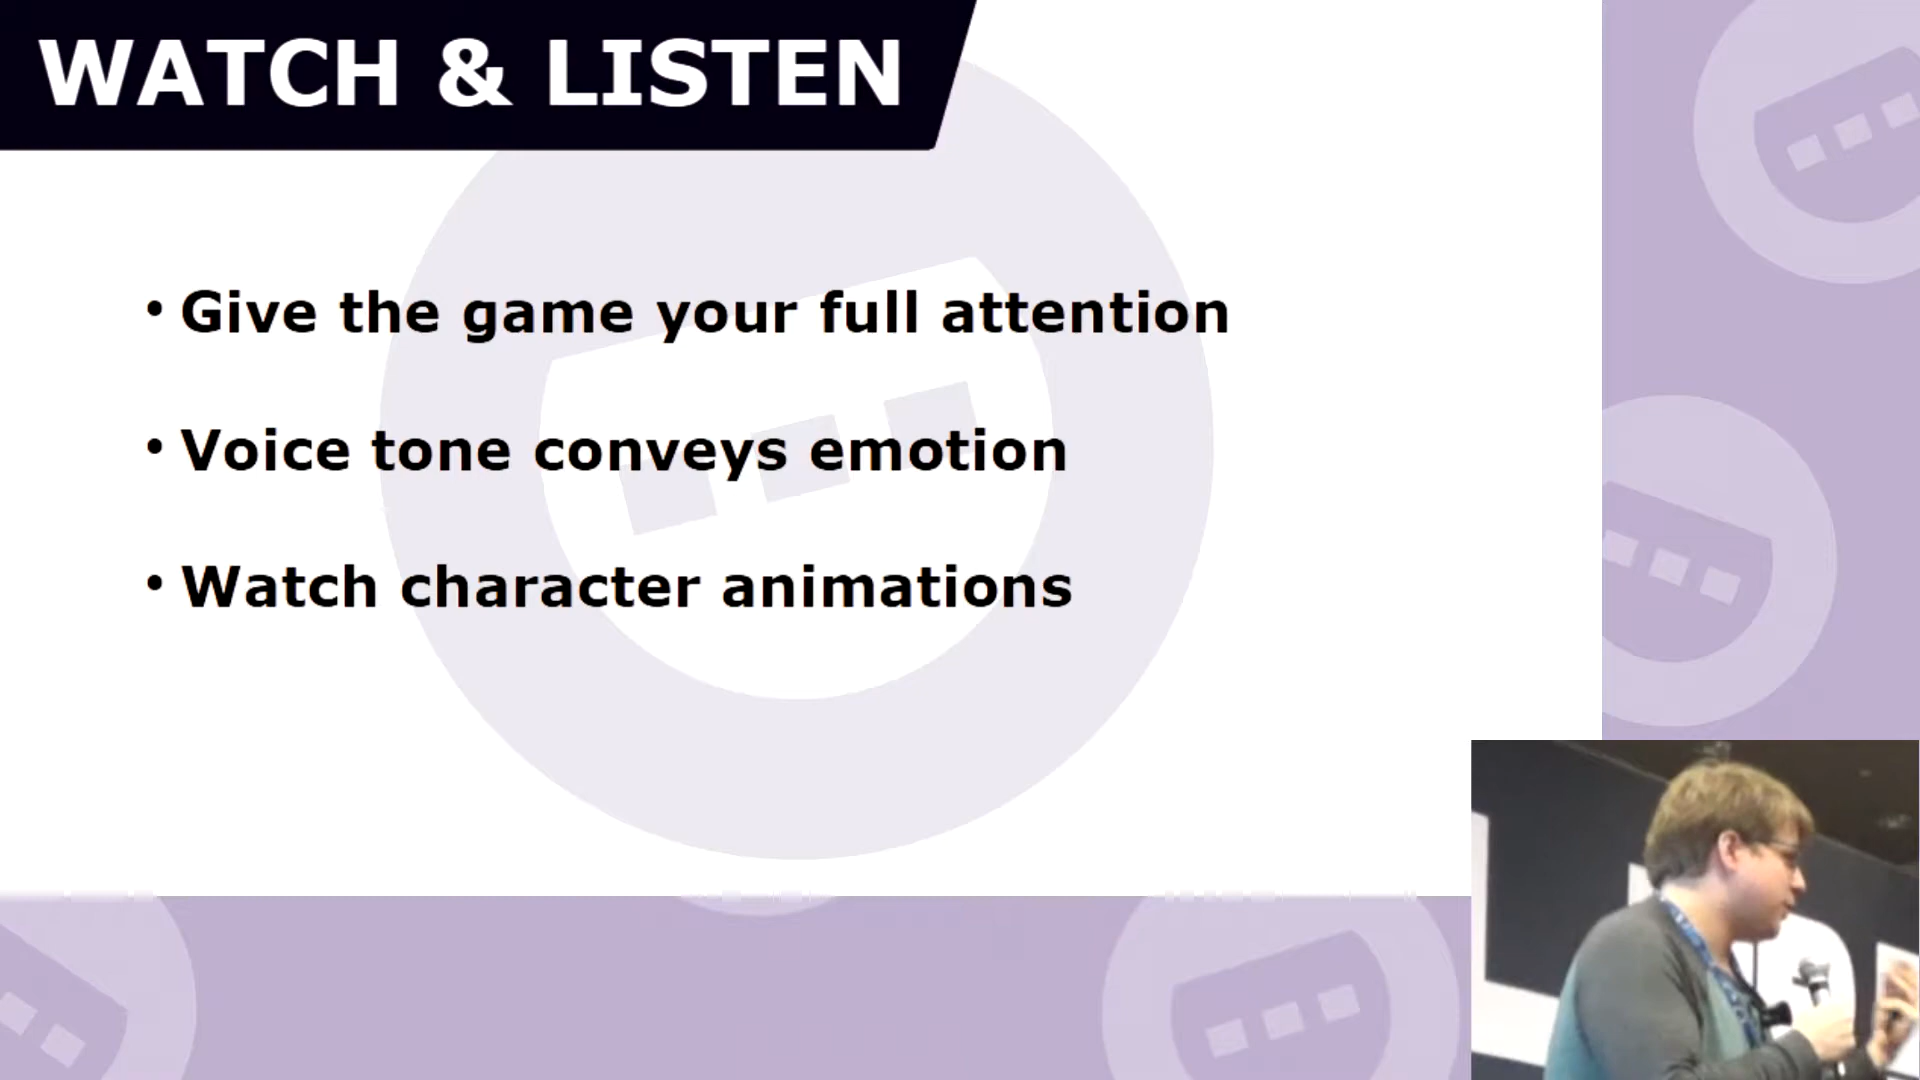 WATCH & LISTEN
• Give the game your full attention
• Voice tone conveys emotion
• Watch character animations